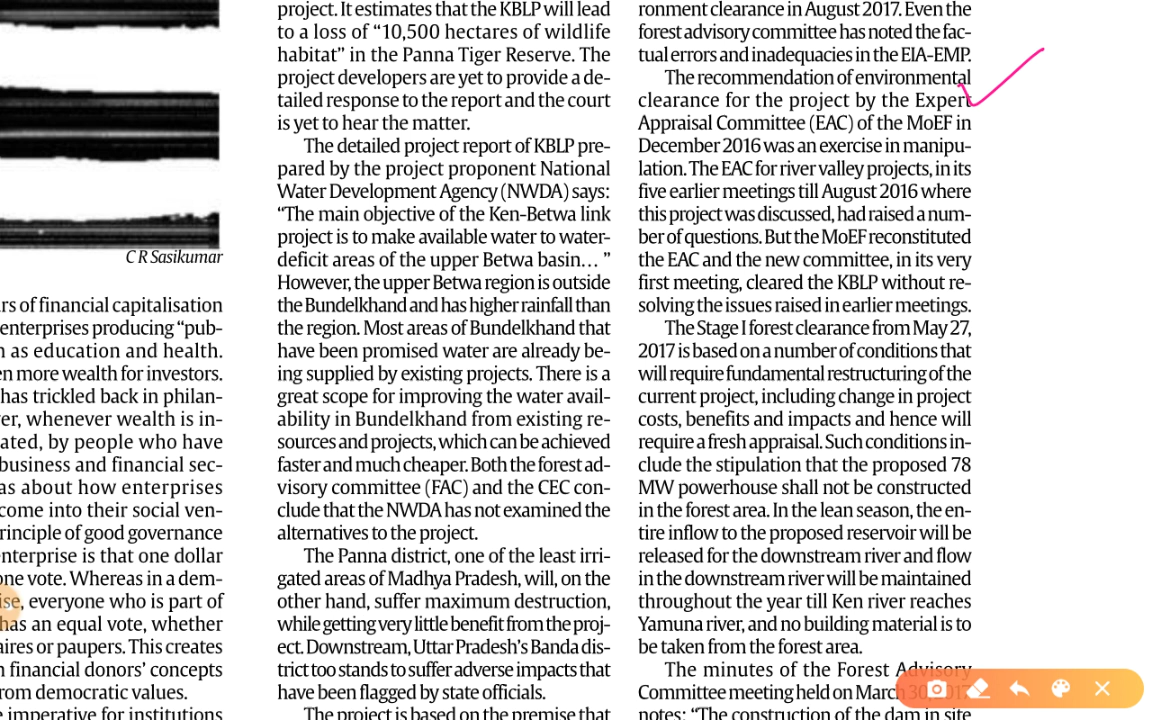 C R Sasikumar
rs of financial capitalisation
enterprises producing “pub-
as education and health.
more wealth for investors.
has trickled back in philan-
whenever wealth is in-
by people who have
business and financial sec-
as about how enterprises
come into their social ven-
rinciple of good governance
nterprise is that one dollar
one vote. Whereas in a dem-
ise, everyone who is part of
has an equal vote, whether
aires or paupers. This creates
financial donors’ concepts
rom democratic values.
imperative for institutions
project. It estimates that the KBLP will lead
to a loss of “10,500 hectares of wildlife
habitat” in the Panna Tiger Reserve. The
project developers are yet to provide a de-
tailed response to the report and the court
is yet to hear the matter.
The detailed project report of KBLP pre-
pared by the project proponent National
Water Development Agency (NWDA) says:
“The main objective of the Ken-Betwa link
project is to make available water to water-
deficit areas of the upper Betwa basin… ”
However, the upper Betwa region is outside
the Bundelkhand and has higher rainfall than
the region. Most areas of Bundelkhand that
have been promised water are already be-
ing supplied by existing projects. There is a
great scope for improving the water avail-
ability in Bundelkhand from existing re-
sources and projects, which can be achieved
faster and much cheaper. Both the forest ad-
visory committee (FAC) and the CEC con-
clude that the NWDA has not examined the
alternatives to the project.
The Panna district, one of the least irri-
gated areas of Madhya Pradesh, will, on the
other hand, suffer maximum destruction,
while getting very little benefit from the proj-
ect. Downstream, Uttar Pradesh’s Banda dis-
trict too stands to suffer adverse impacts that
have been flagged by state officials.
The project is based on the premise that
ronment clearance in August 2017. Even the
forest advisory committee has noted the fac-
tual errors and inadequacies in the EIA-EMP.
The recommendation of environmental
clearance for the project by the Expert
Appraisal Committee (EAC) of the MoEF in
December 2016 was an exercise in manipu-
lation. The EAC for river valley projects, in its
five earlier meetings till August 2016 where
this project was discussed, had raised a num-
ber of questions. But the MoEF reconstituted
the EAC and the new committee, in its very
first meeting, cleared the KBLP without re-
solving the issues raised in earlier meetings.
The Stage I forest clearance from May 27,
2017 is based on a number of conditions that
will require fundamental restructuring of the
current project, including change in project
costs, benefits and impacts and hence will
require a fresh appraisal. Such conditions in-
clude the stipulation that the proposed 78
MW powerhouse shall not be constructed
in the forest area. In the lean season, the en-
tire inflow to the proposed reservoir will be
released for the downstream river and flow
in the downstream river will be maintained
throughout the year till Ken river reaches
Yamuna river, and no building material is to
be taken from the forest area.
The minutes of the Forest Advisory
Committee meeting held on March 30, 2017
notes: “The construction of the dam in site